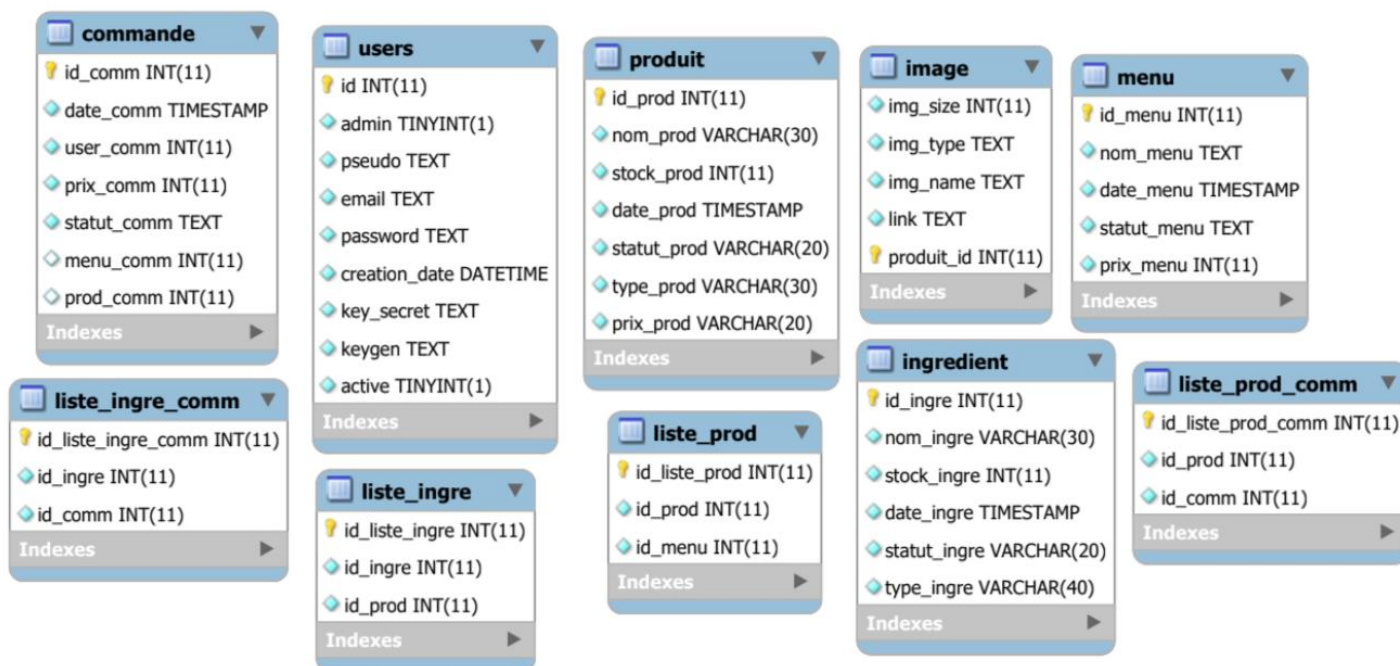 commande
id_comm INT(11)
date_comm TIMESTAMP
user_comm INT(11)
prix_comm INT(11)
statut_comm TEXT
menu_comm INT(11)
prod_comm INT(11)
Indexes
users
id INT(11)
admin TINYINT(1)
pseudo TEXT
email TEXT
password TEXT
creation_date DATETIME
key_secret TEXT
keygen TEXT
active TINYINT(1)
Indexes
produit
id_prod INT(11)
nom_prod VARCHAR(30)
stock_prod INT(11)
date_prod TIMESTAMP
statut_prod VARCHAR(20)
type_prod VARCHAR(30)
prix_prod VARCHAR(20)
Indexes
image
img_size INT(11)
img_type TEXT
img_name TEXT
link TEXT
produit_id INT(11)
Indexes
menu
id_menu INT(11)
nom_menu TEXT
date_menu TIMESTAMP
statut_menu TEXT
prix_menu INT(11)
Indexes
liste_ingre_comm
id_liste_ingre_comm INT(11)
id_ingre INT(11)
id_comm INT(11)
Indexes
liste_ingre
id_liste_ingre INT(11)
id_ingre INT(11)
id_prod INT(11)
Indexes
liste_prod
id_liste_prod INT(11)
id_prod INT(11)
id_menu INT(11)
Indexes
ingredient
id_ingre INT(11)
nom_ingre VARCHAR(30)
stock_ingre INT(11)
date_ingre TIMESTAMP
statut_ingre VARCHAR(20)
type_ingre VARCHAR(40)
Indexes
liste_prod_comm
id_liste_prod_comm INT(11)
id_prod INT(11)
id_comm INT(11)
Indexes